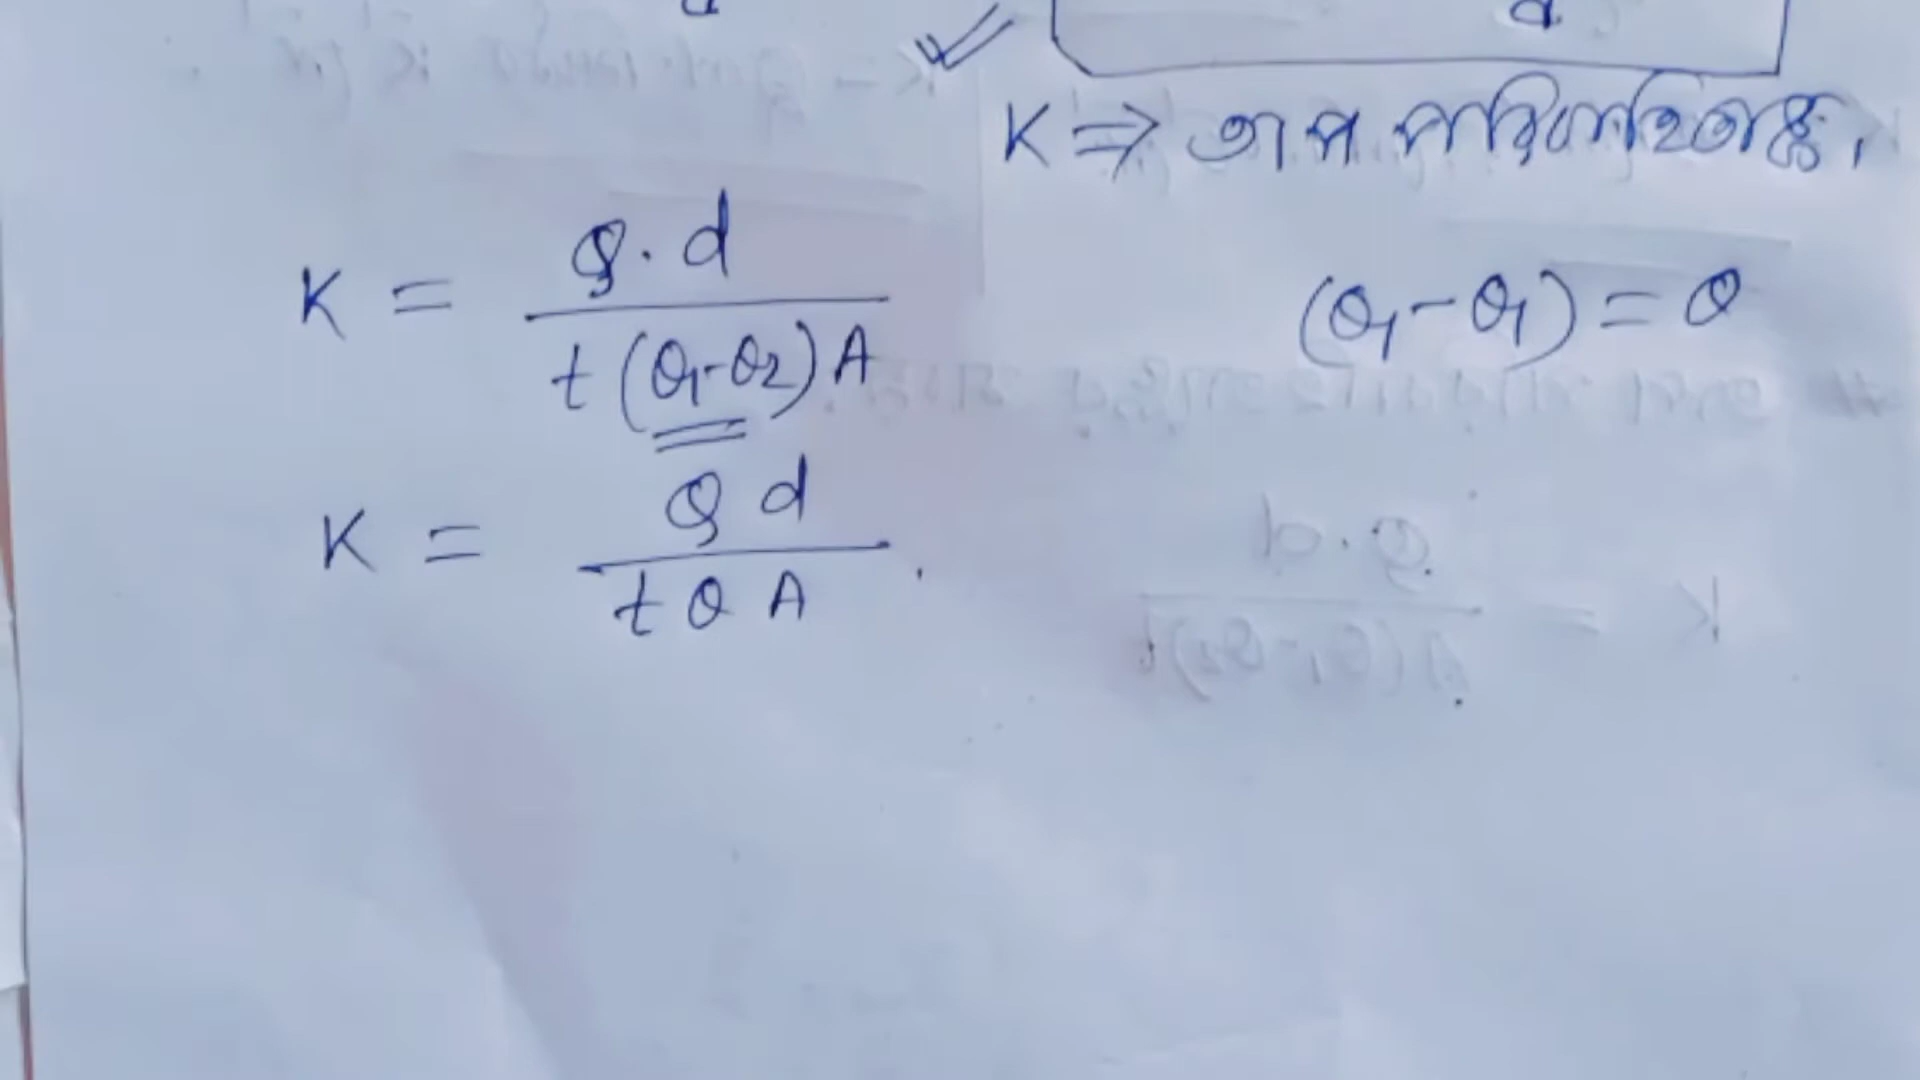 K ⇒ তাপ পরিবাহিতাঙ্ক।
K = Q. d / t (θ1-θ2) A
(θ1 - θ1) = θ
K = Q d / t θ A .